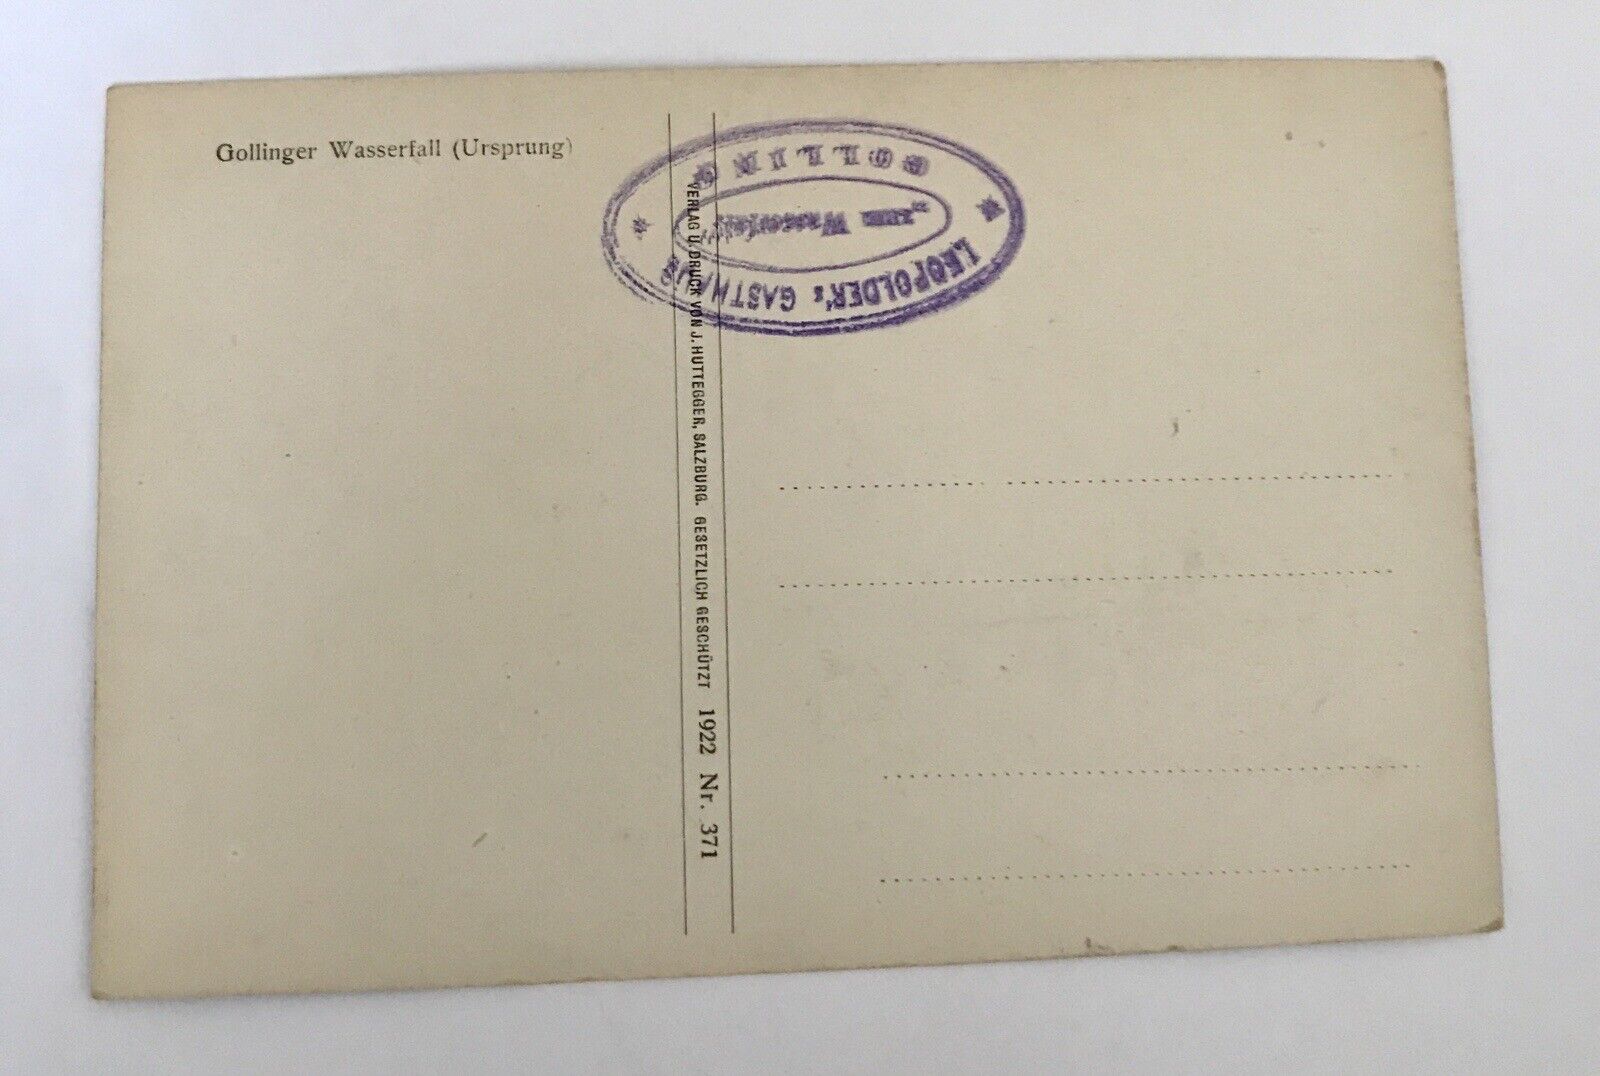 Gollinger Wasserfall (Ursprung)
LEOPOLDER's GASTHAUS
"zum Wasserfall"
GOLLING
VERLAG U. DRUCK VON J. HUTTEGGER, SALZBURG. GESETZLICH GESCHÜTZT 1922 Nr. 371